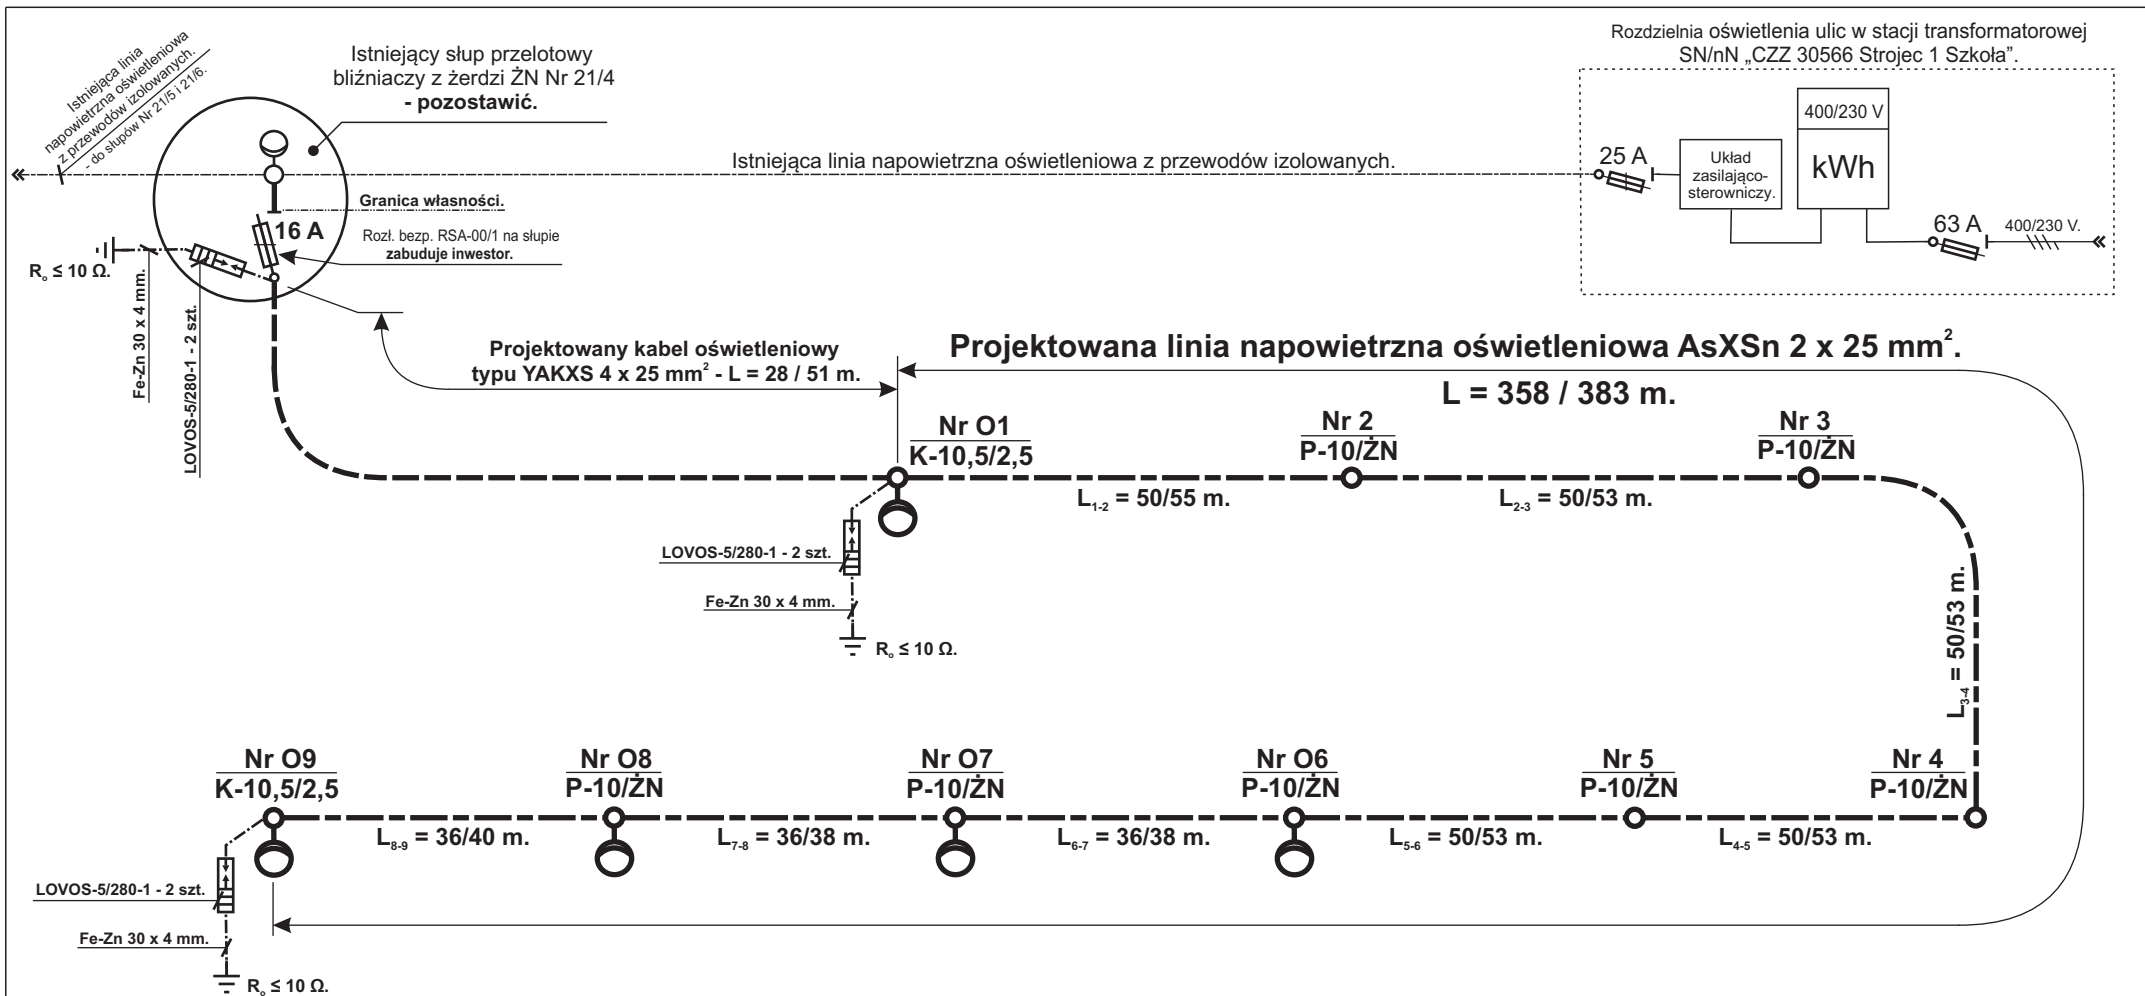 Istniejąca linia
napowietrzna oświetleniowa
z przewodów izolowanych.
- do słupów Nr 21/5 i 21/6.
Istniejący słup przelotowy
bliźniaczy z żerdzi ŻN Nr 21/4
- pozostawić.
Rozdzielnia oświetlenia ulic w stacji transformatorowej
SN/nN „CZZ 30566 Strojec 1 Szkoła”.
Istniejąca linia napowietrzna oświetleniowa z przewodów izolowanych.
25 A
Układ
zasilająco-
sterowniczy.
400/230 V
kWh
63 A
400/230 V.
Granica własności.
16 A
Rozł. bezp. RSA-00/1 na słupie
zabuduje inwestor.
R₀ ≤ 10 Ω.
Fe-Zn 30 x 4 mm.
LOVOS-5/280-1 - 2 szt.
Projektowany kabel oświetleniowy
typu YAKXS 4 x 25 mm² - L = 28 / 51 m.
Projektowana linia napowietrzna oświetleniowa AsXSn 2 x 25 mm².
L = 358 / 383 m.
Nr O1
K-10,5/2,5
Nr 2
P-10/ŻN
Nr 3
P-10/ŻN
L1-2 = 50/55 m.
L2-3 = 50/53 m.
LOVOS-5/280-1 - 2 szt.
Fe-Zn 30 x 4 mm.
R₀ ≤ 10 Ω.
L3-4 = 50/53 m.
Nr O9
K-10,5/2,5
Nr O8
P-10/ŻN
Nr O7
P-10/ŻN
Nr O6
P-10/ŻN
Nr 5
P-10/ŻN
Nr 4
P-10/ŻN
L8-9 = 36/40 m.
L7-8 = 36/38 m.
L6-7 = 36/38 m.
L5-6 = 50/53 m.
L4-5 = 50/53 m.
LOVOS-5/280-1 - 2 szt.
Fe-Zn 30 x 4 mm.
R₀ ≤ 10 Ω.